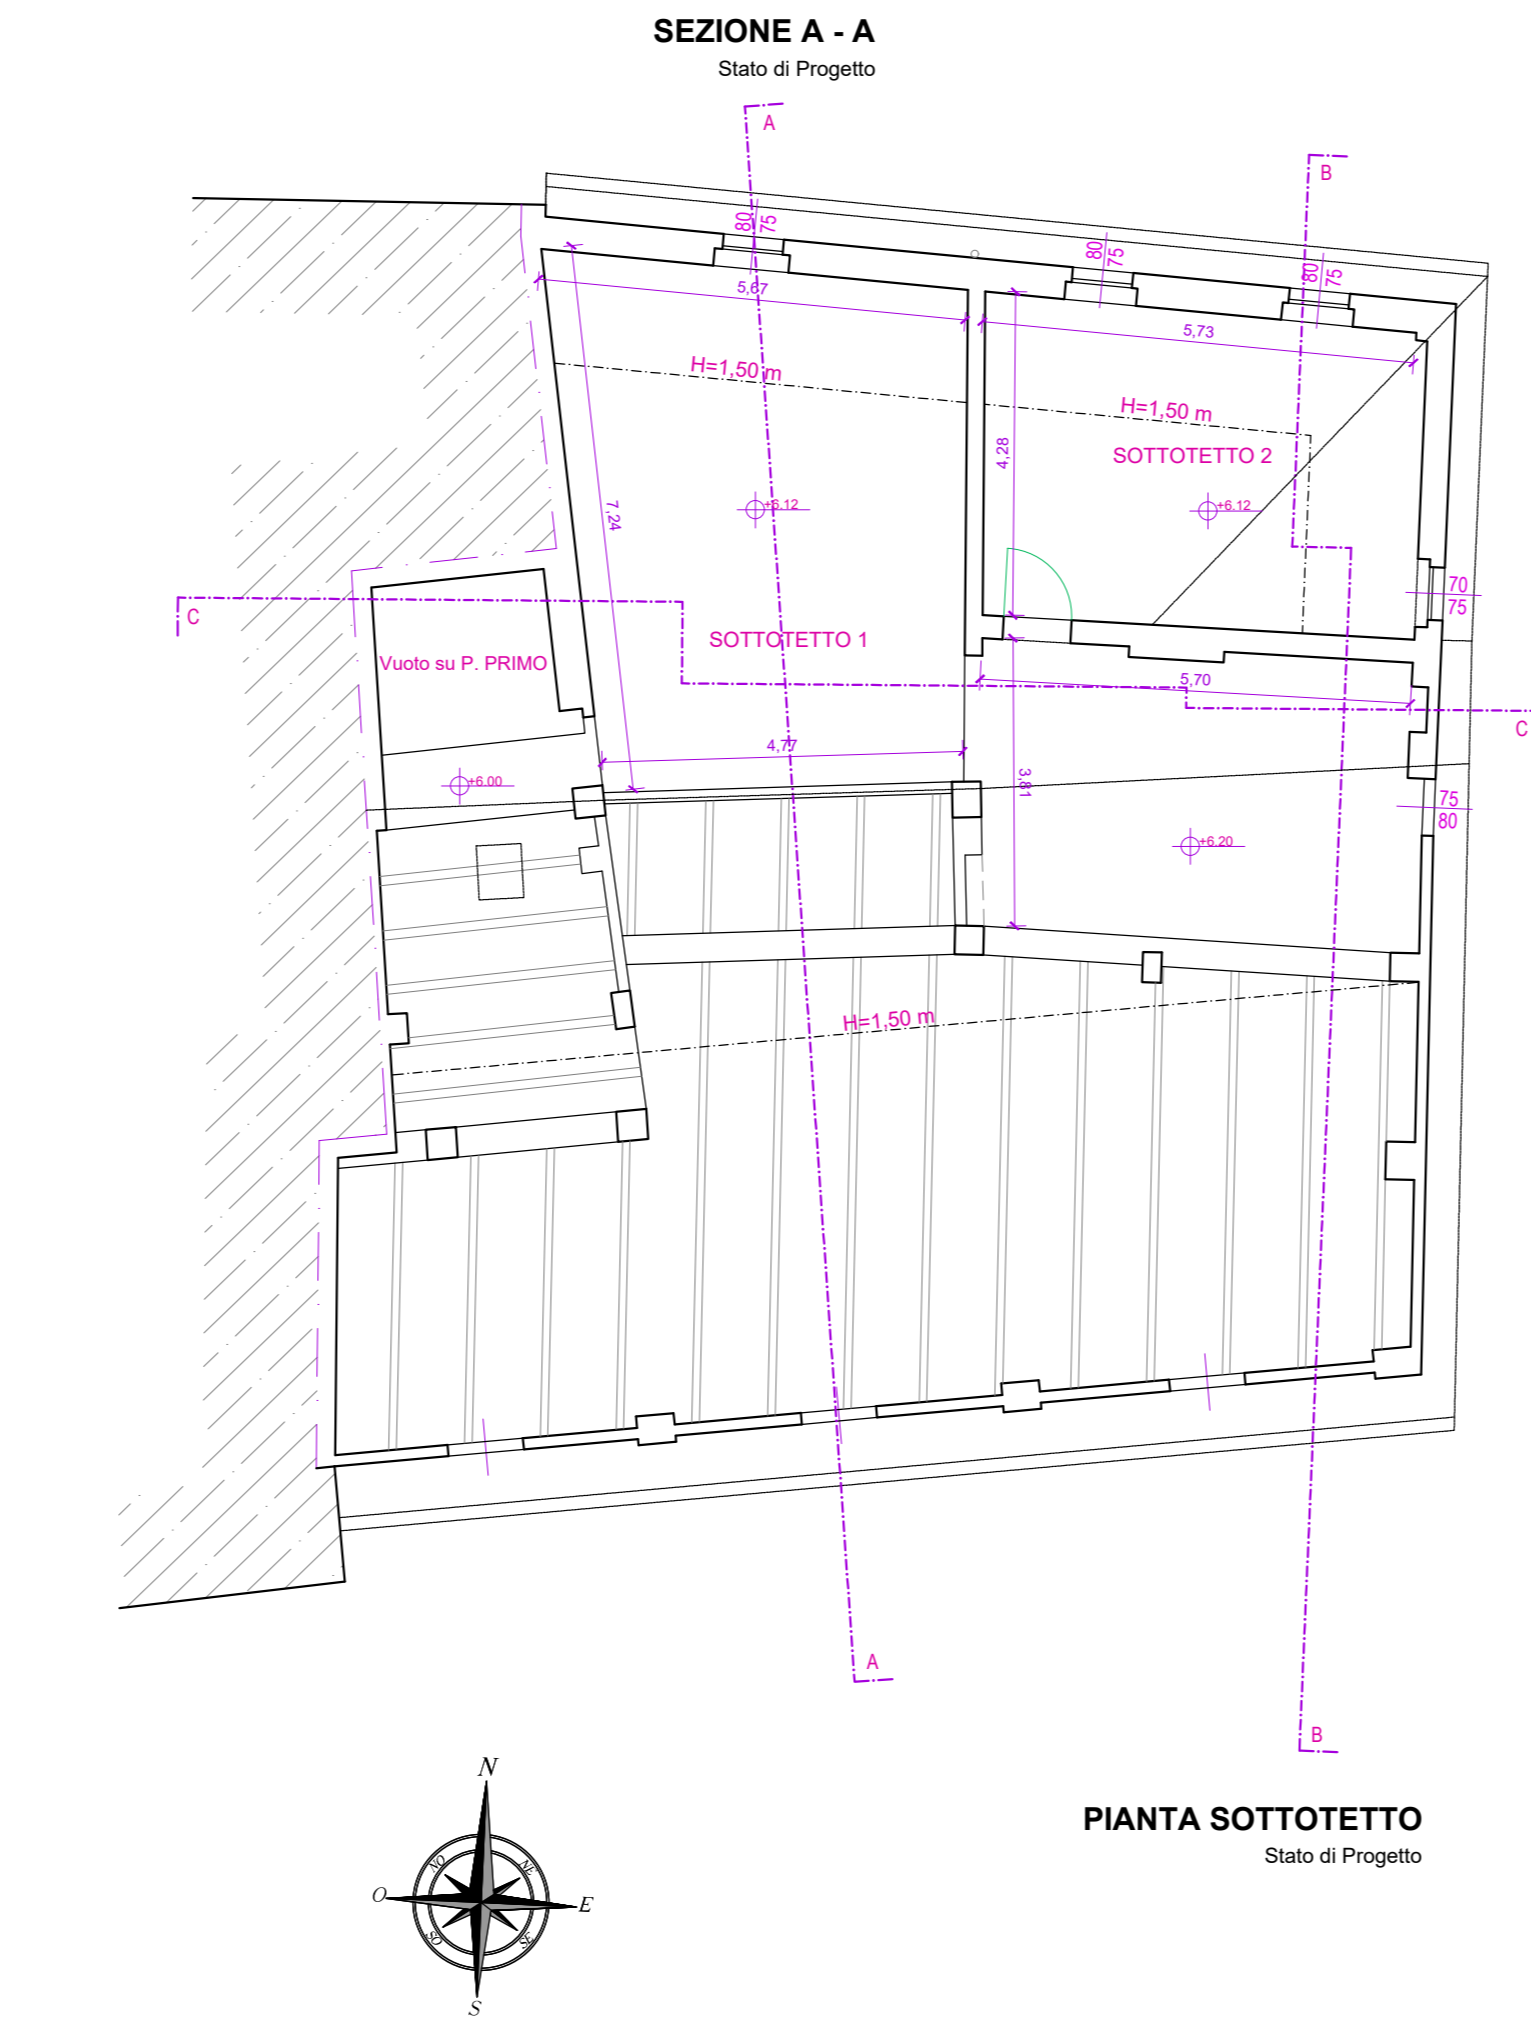 SEZIONE A - A
Stato di Progetto
A
B
80
75
80
75
80
75
5,67
5,73
H=1,50 m
H=1,50 m
4,28
SOTTOTETTO 2
7,24
+6.12
+6.12
70
75
C
SOTTOTETTO 1
Vuoto su P. PRIMO
5,70
C
4,77
+6.00
3,81
75
80
+6.20
H=1,50 m
A
B
N
NO
NE
O
E
SO
SE
S
PIANTA SOTTOTETTO
Stato di Progetto